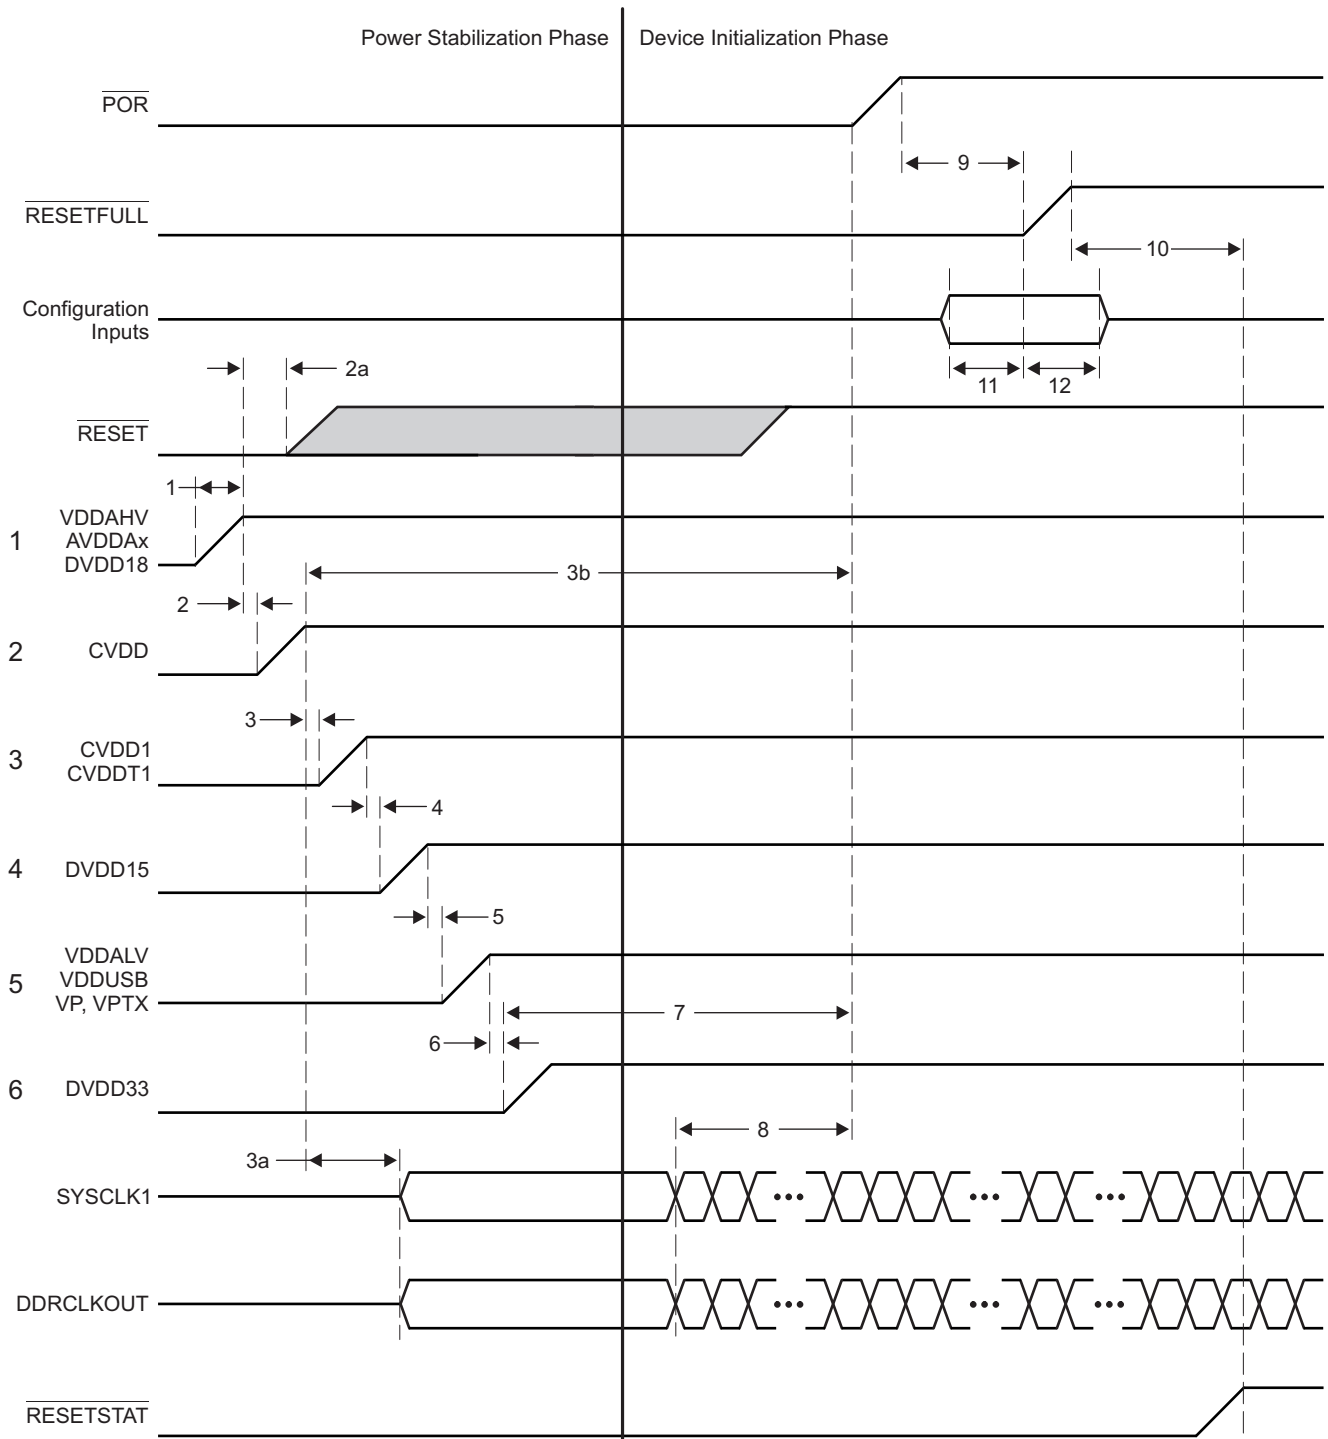 Power Stabilization Phase
Device Initialization Phase
POR
9
RESETFULL
10
Configuration
Inputs
11
12
2a
RESET
1
1
VDDAHV
AVDDAx
DVDD18
3b
2
2
CVDD
3
3
CVDD1
CVDDT1
4
4
DVDD15
5
5
VDDALV
VDDUSB
VP, VPTX
7
6
6
DVDD33
8
3a
SYSCLK1
DDRCLKOUT
RESETSTAT